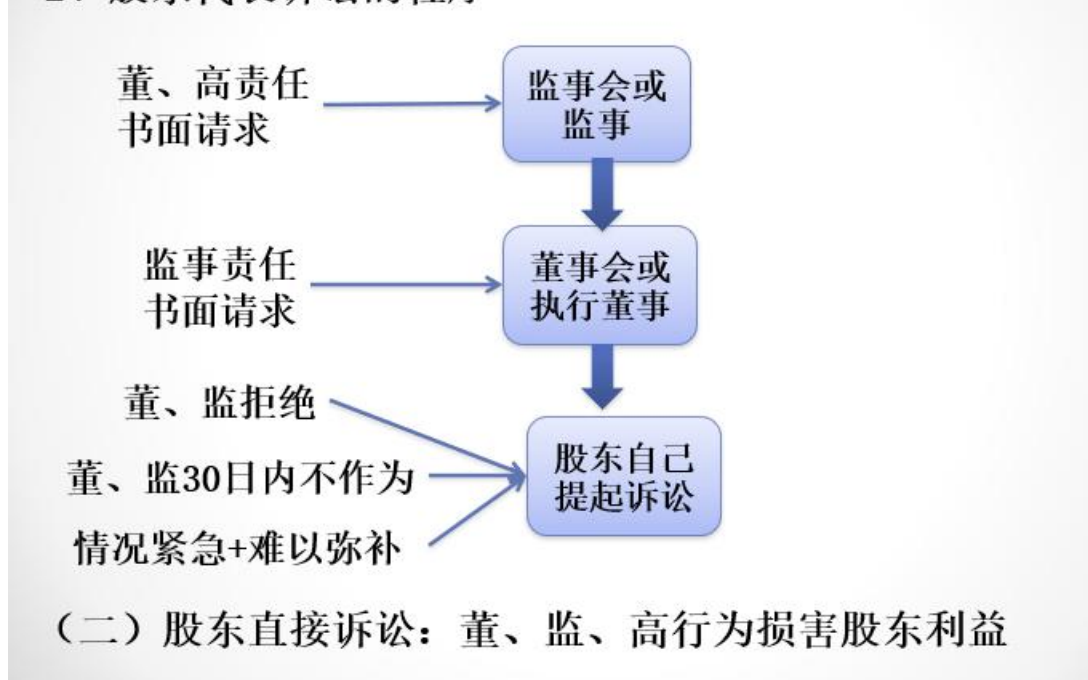 董、高责任
书面请求
监事会或
监事
监事责任
书面请求
董事会或
执行董事
董、监拒绝
董、监30日内不作为
情况紧急+难以弥补
股东自己
提起诉讼
（二）股东直接诉讼：董、监、高行为损害股东利益